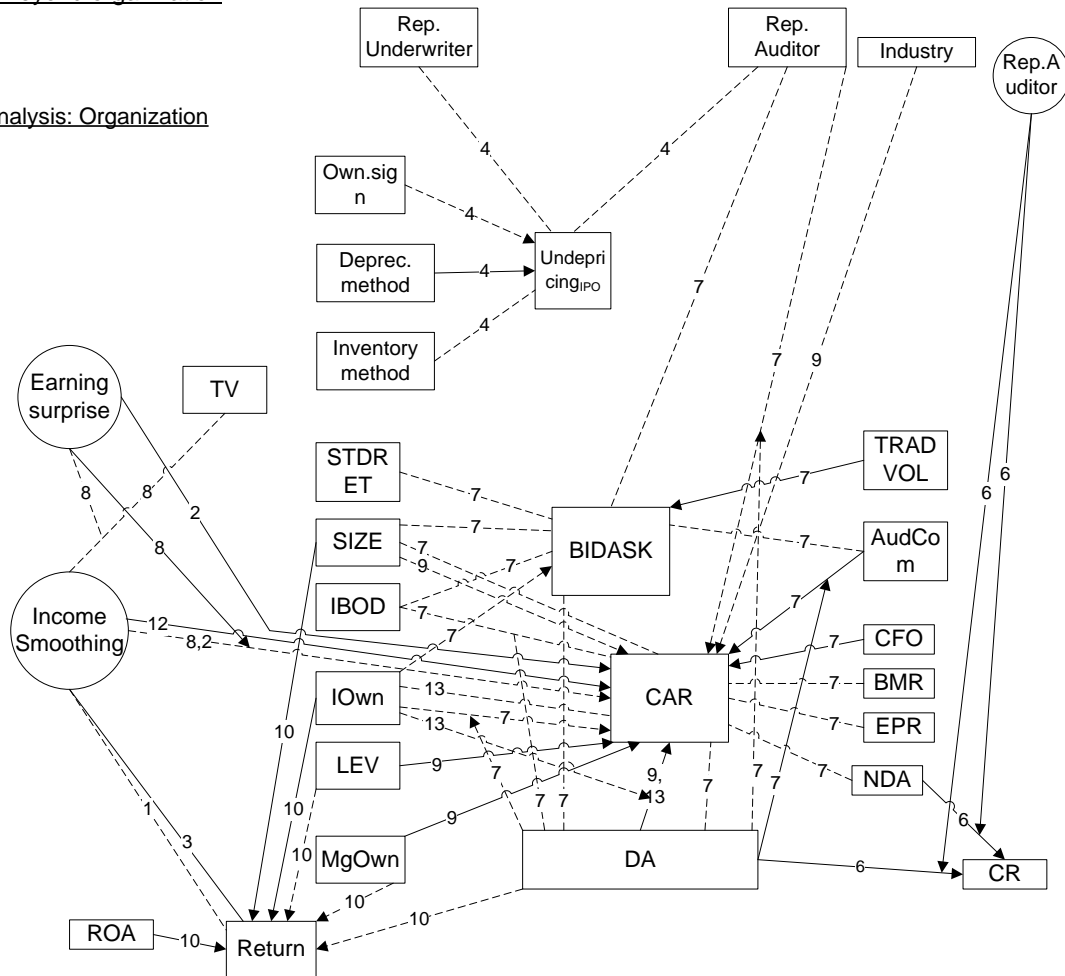 Rep.
Underwriter
Rep.
Auditor
Industry
Rep.A
uditor
nalysis: Organization
4
4
Own.sig
n
4
Deprec.
method
4
Undepri
cingIPO
Inventory
method
4
7
7
9
Earning
surprise
TV
8
8
2
8
STDR
ET
7
TRAD
VOL
7
6
6
SIZE
7
7
9
BIDASK
7
AudCo
m
IBOD
7
7
7
Income
Smoothing
12
8,2
7
CFO
7
CAR
BMR
7
EPR
7
IOwn
13
7
13
10
LEV
9
7
7
7
9,
13
7
7
7
NDA
7
6
10
1
3
10
9
MgOwn
DA
6
CR
10
10
ROA
10
Return